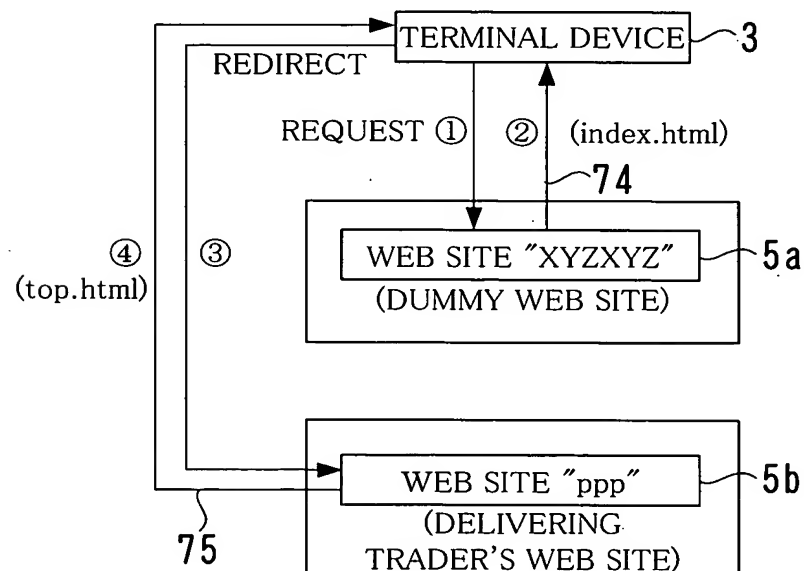 TERMINAL DEVICE
3
REDIRECT
REQUEST ①
②
(index.html)
74
④
③
(top.html)
WEB SITE "XYZXYZ"
5a
(DUMMY WEB SITE)
WEB SITE "ppp"
5b
(DELIVERING
TRADER'S WEB SITE)
75